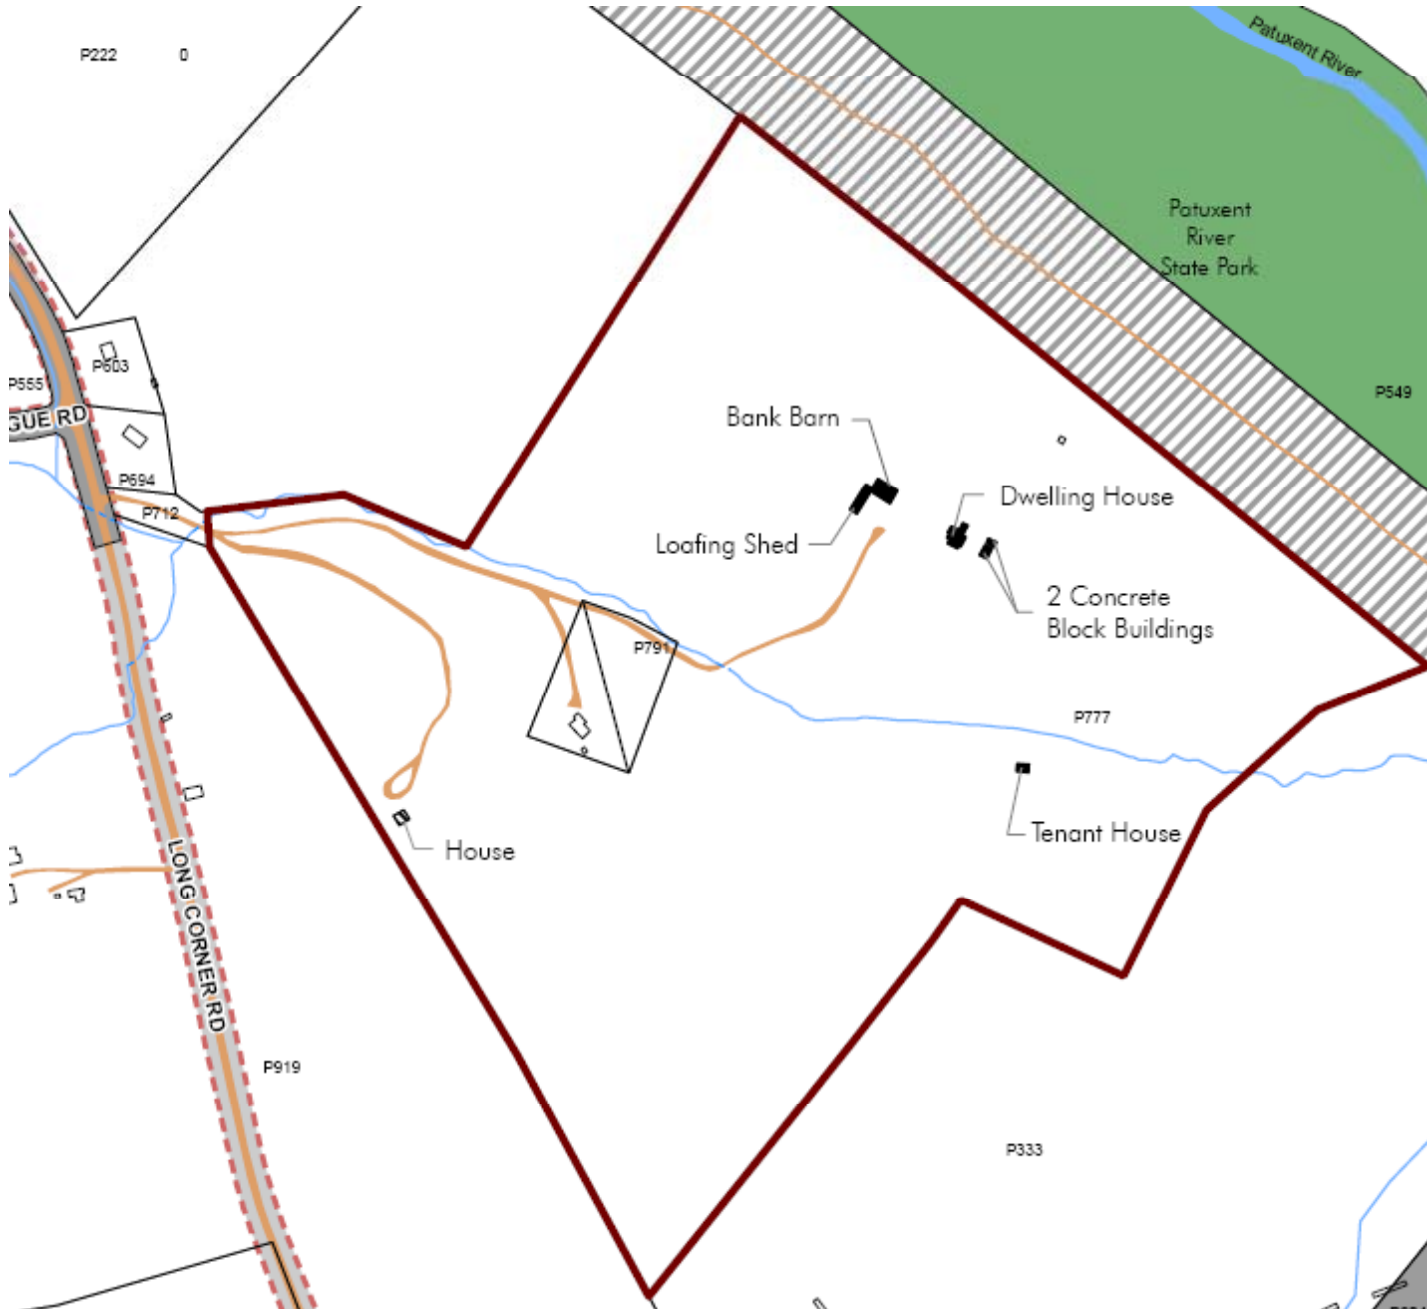 P222
0
Patuxent River
Patuxent
River
State Park
P603
P555
GUE RD
P549
Bank Barn
P694
Dwelling House
P712
Loafing Shed
2 Concrete
Block Buildings
P791
P777
Tenant House
House
LONG CORNER RD
P919
P333